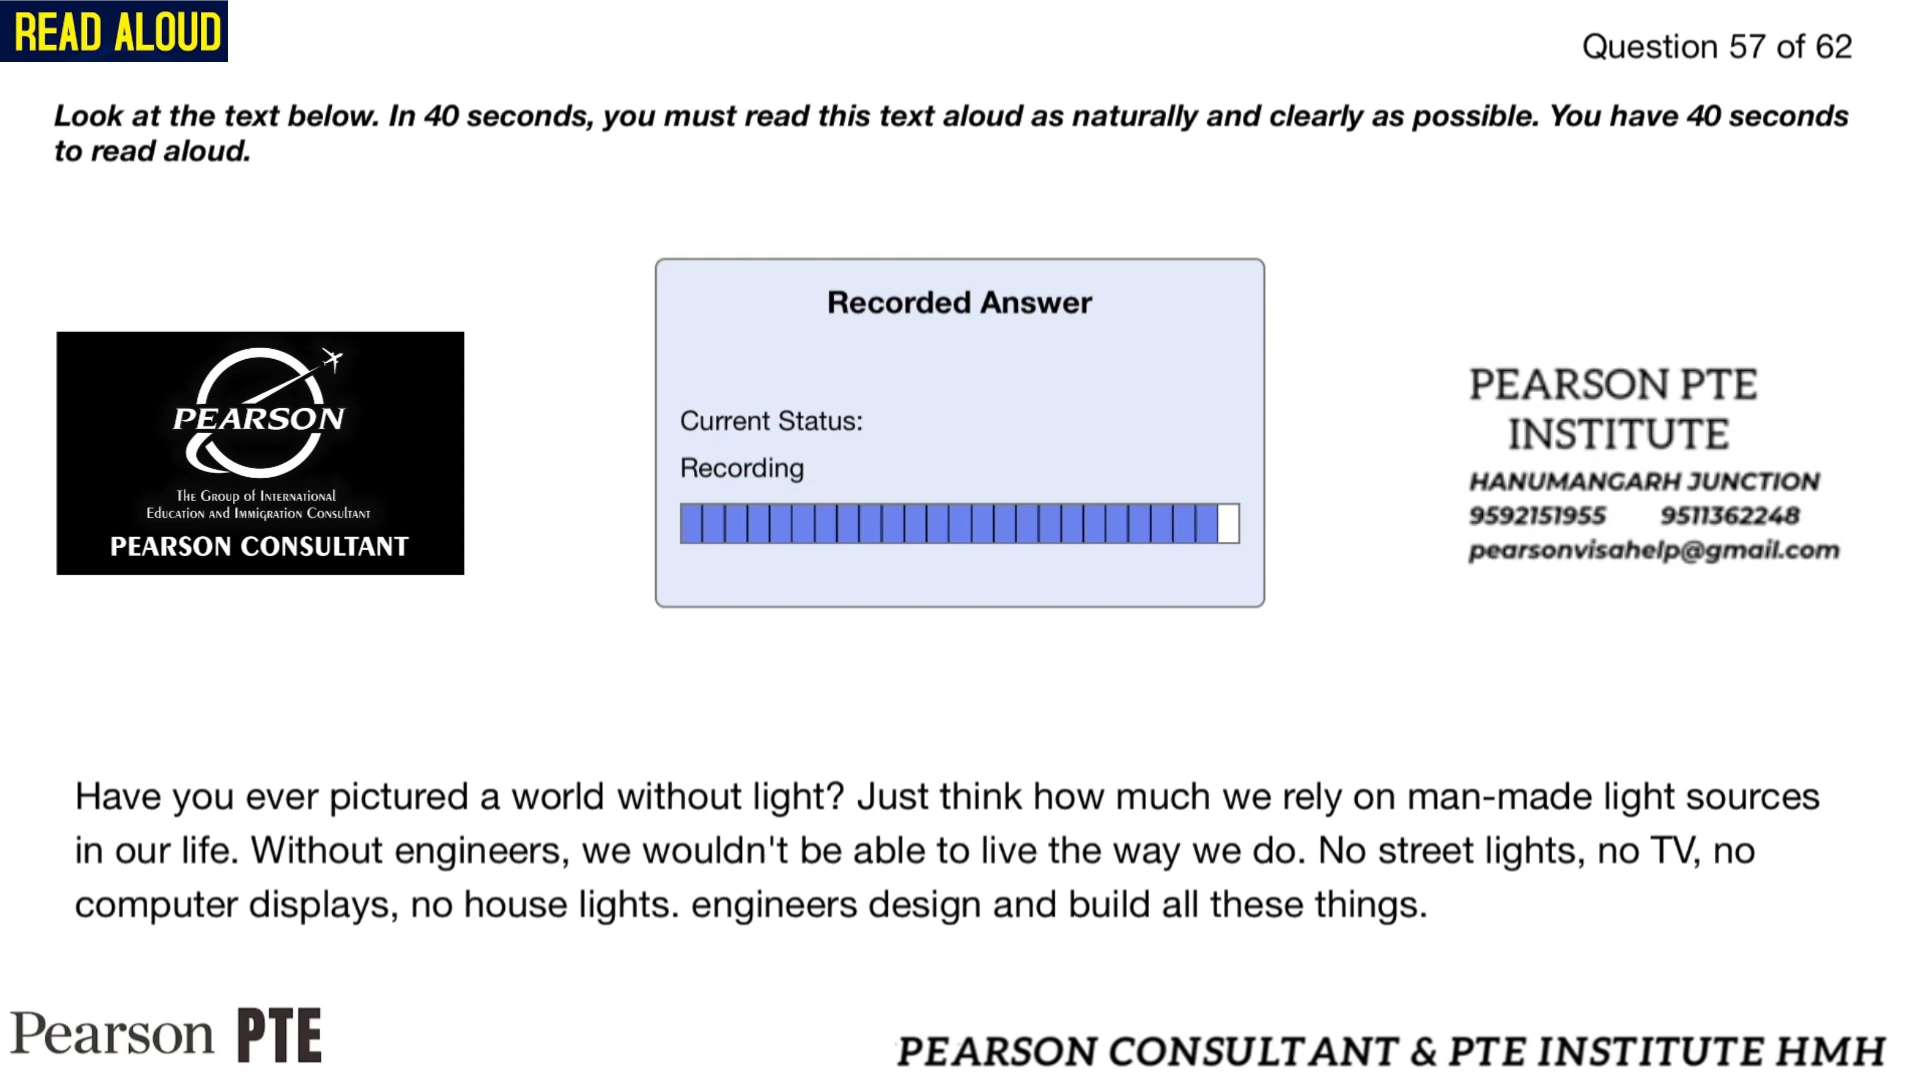 READ ALOUD
Question 57 of 62
Look at the text below. In 40 seconds, you must read this text aloud as naturally and clearly as possible. You have 40 seconds
to read aloud.
Recorded Answer
Current Status:
Recording
PEARSON
The Group of International
Education and Immigration Consultant
PEARSON CONSULTANT
PEARSON PTE
INSTITUTE
HANUMANGARH JUNCTION
9592151955 9511362248
pearsonvisahelp@gmail.com
Have you ever pictured a world without light? Just think how much we rely on man-made light sources
in our life. Without engineers, we wouldn't be able to live the way we do. No street lights, no TV, no
computer displays, no house lights. engineers design and build all these things.
Pearson PTE
PEARSON CONSULTANT & PTE INSTITUTE HMH